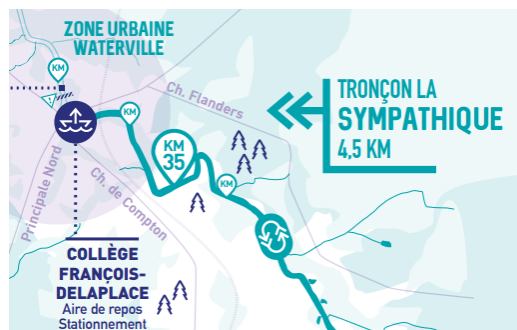 ZONE URBAINE
WATERVILLE
KM
Ch. Flanders
KM
TRONÇON LA
SYMPATHIQUE
4,5 KM
KM
35
KM
Principale Nord
Ch. de Compton
COLLÈGE
FRANÇOIS-
DELAPLACE
Aire de repos
Stationnement